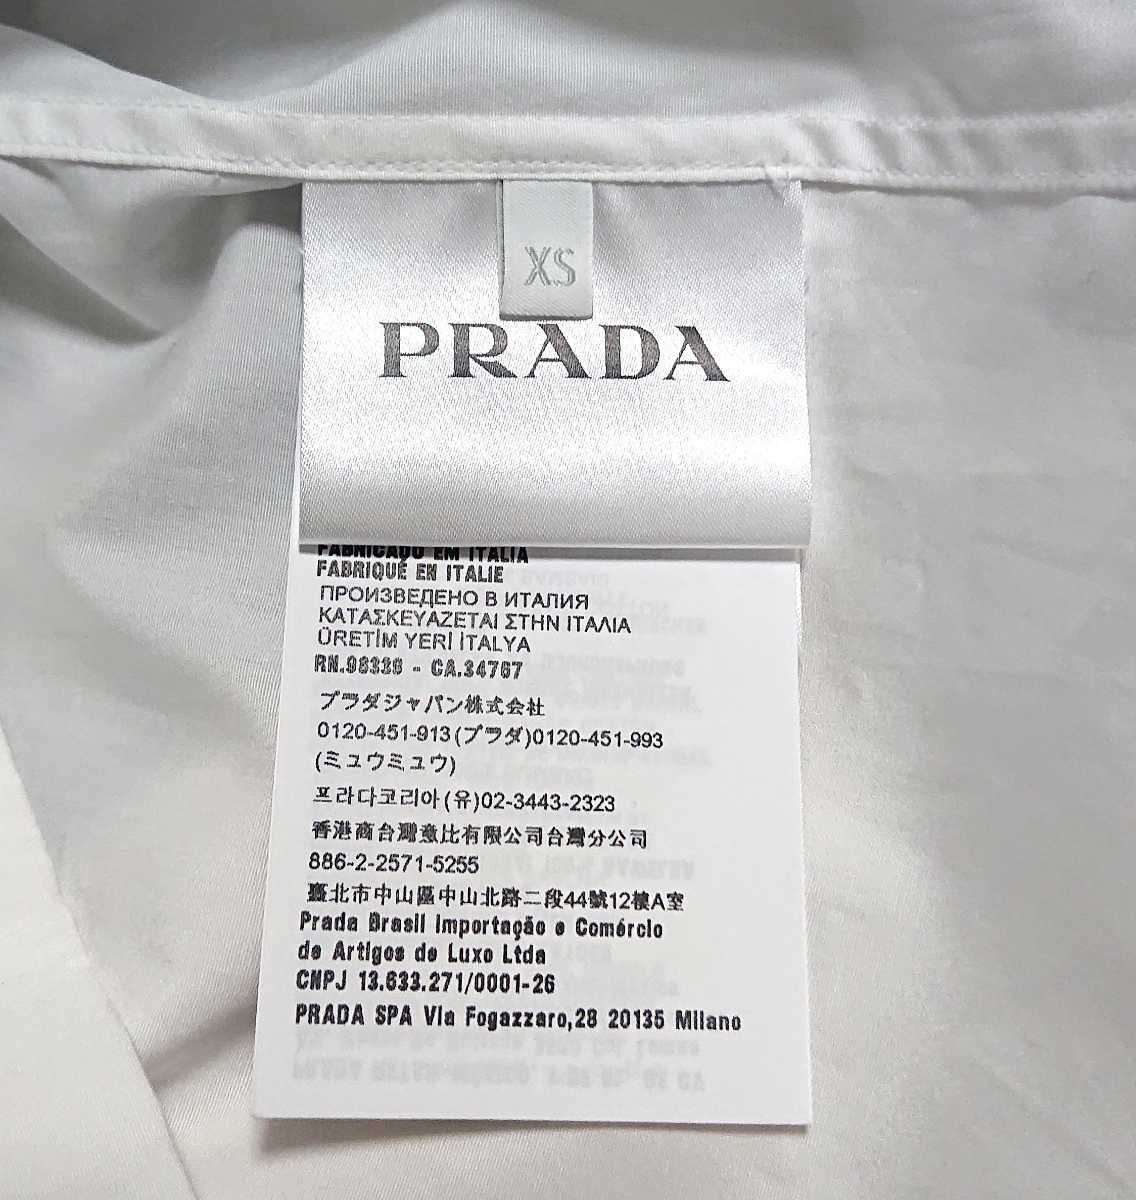 XS
PRADA
FABRICADO EM ITALIA
FABRIQUÉ EN ITALIE
ПРОИЗВЕДЕНО В ИТАЛИЯ
ΚΑΤΑΣΚΕΥΑΖΕΤΑΙ ΣΤΗΝ ΙΤΑΛΙΑ
ÜRETİM YERİ İTALYA
RN.98326 - CA.34767
プラダジャパン株式会社
0120-451-913(プラダ)0120-451-993
(ミュウミュウ)
프라다코리아(유)02-3443-2323
香港商台灣意比有限公司台灣分公司
886-2-2571-5255
臺北市中山區中山北路二段44號12樓A室
Prada Brasil Importação e Comércio
de Artigos de Luxo Ltda
CNPJ 13.633.271/0001-26
PRADA SPA Via Fogazzaro,28 20135 Milano